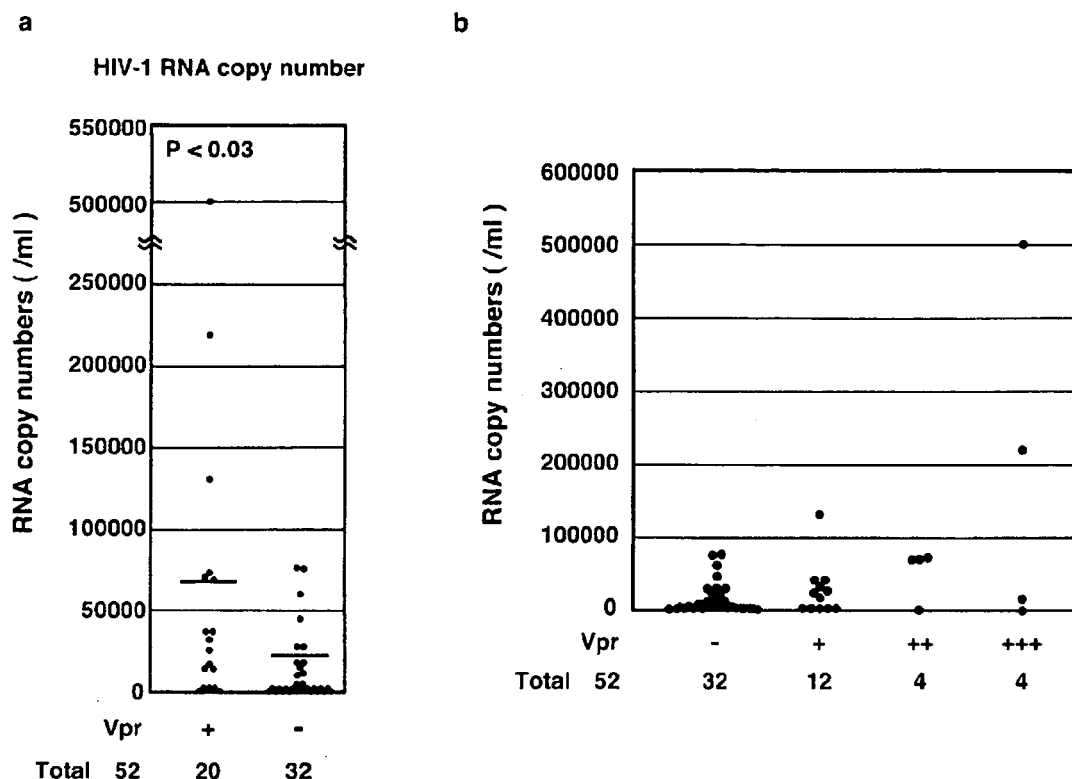 a
HIV-1 RNA copy number
RNA copy numbers ( /ml )
550000
500000
250000
200000
150000
100000
50000
0
P < 0.03
Vpr + -
Total 52 20 32
b
RNA copy numbers ( /ml )
600000
500000
400000
300000
200000
100000
0
Vpr - + ++ +++
Total 52 32 12 4 4